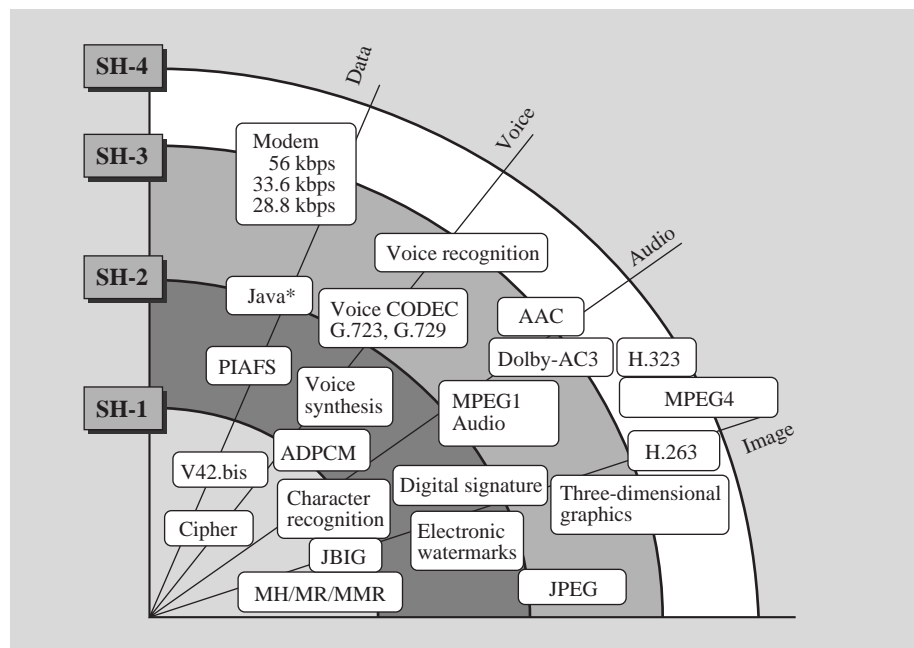 SH-4
SH-3
SH-2
SH-1
Data
Voice
Audio
Image
Modem
56 kbps
33.6 kbps
28.8 kbps
Voice recognition
Java*
Voice CODEC
G.723, G.729
AAC
Dolby-AC3
H.323
PIAFS
Voice
synthesis
MPEG1
Audio
MPEG4
ADPCM
H.263
V42.bis
Character
recognition
Digital signature
Three-dimensional
graphics
Cipher
Electronic
watermarks
JBIG
MH/MR/MMR
JPEG